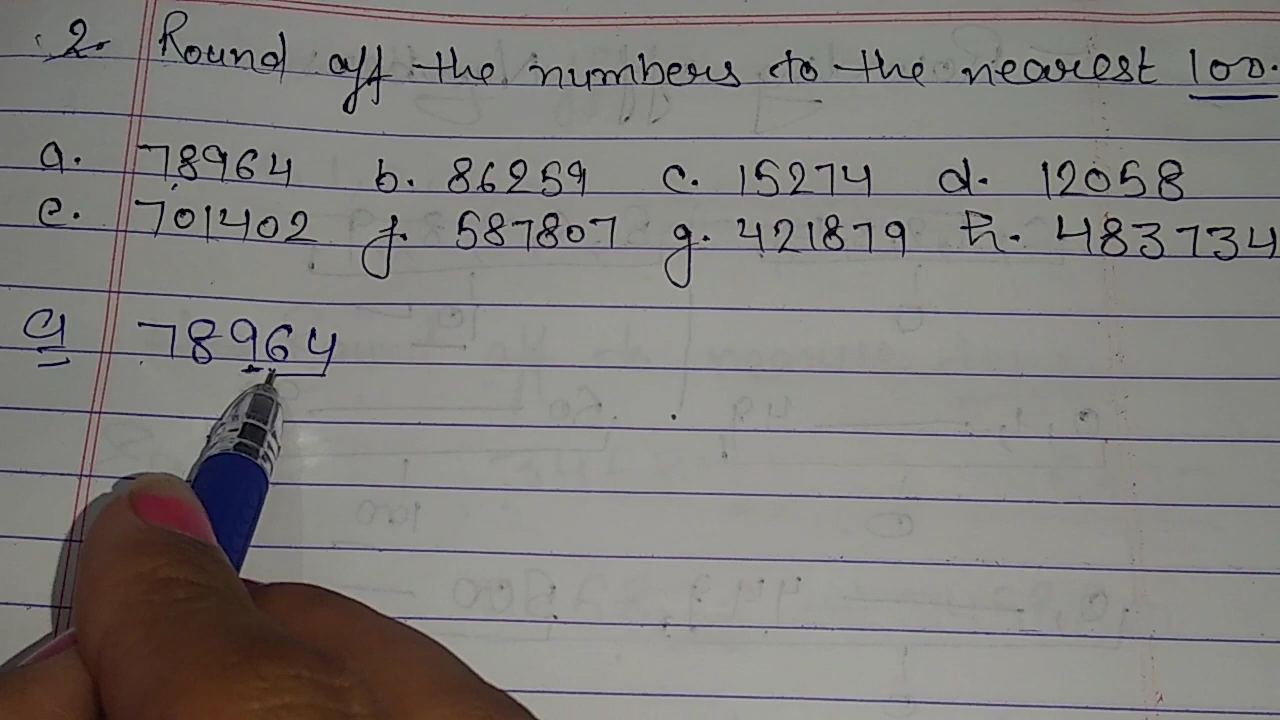 2. Round off the numbers to the nearest 100.
a. 78964 b. 86259 c. 15274 d. 12058
e. 701402 f. 587807 g. 421879 h. 483734
a 78964